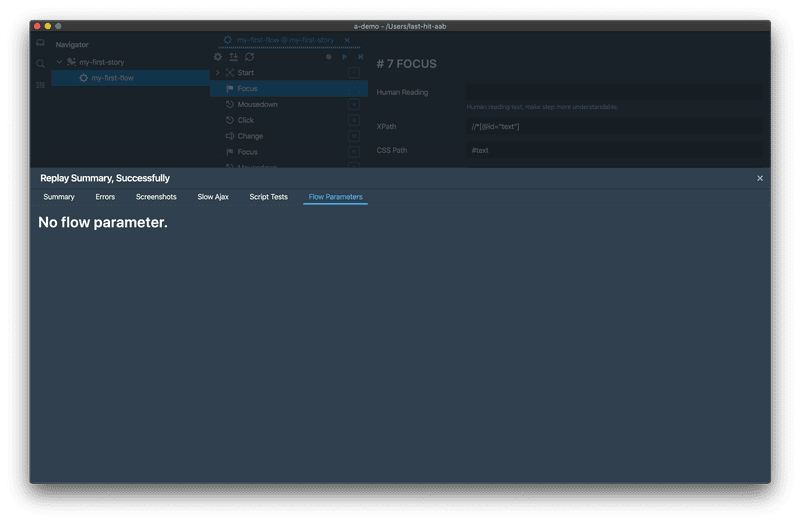 a-demo - /Users/last-hit-aab
Navigator
my-first-flow @ my-first-story
my-first-story
my-first-flow
Start
Focus
Mousedown
Click
Change
Focus
Mousedown
# 7 FOCUS
Human Reading
Human reading text, make step more understandable.
XPath
//*[@id="text"]
CSS Path
#text
Replay Summary, Successfully
Summary
Errors
Screenshots
Slow Ajax
Script Tests
Flow Parameters
No flow parameter.